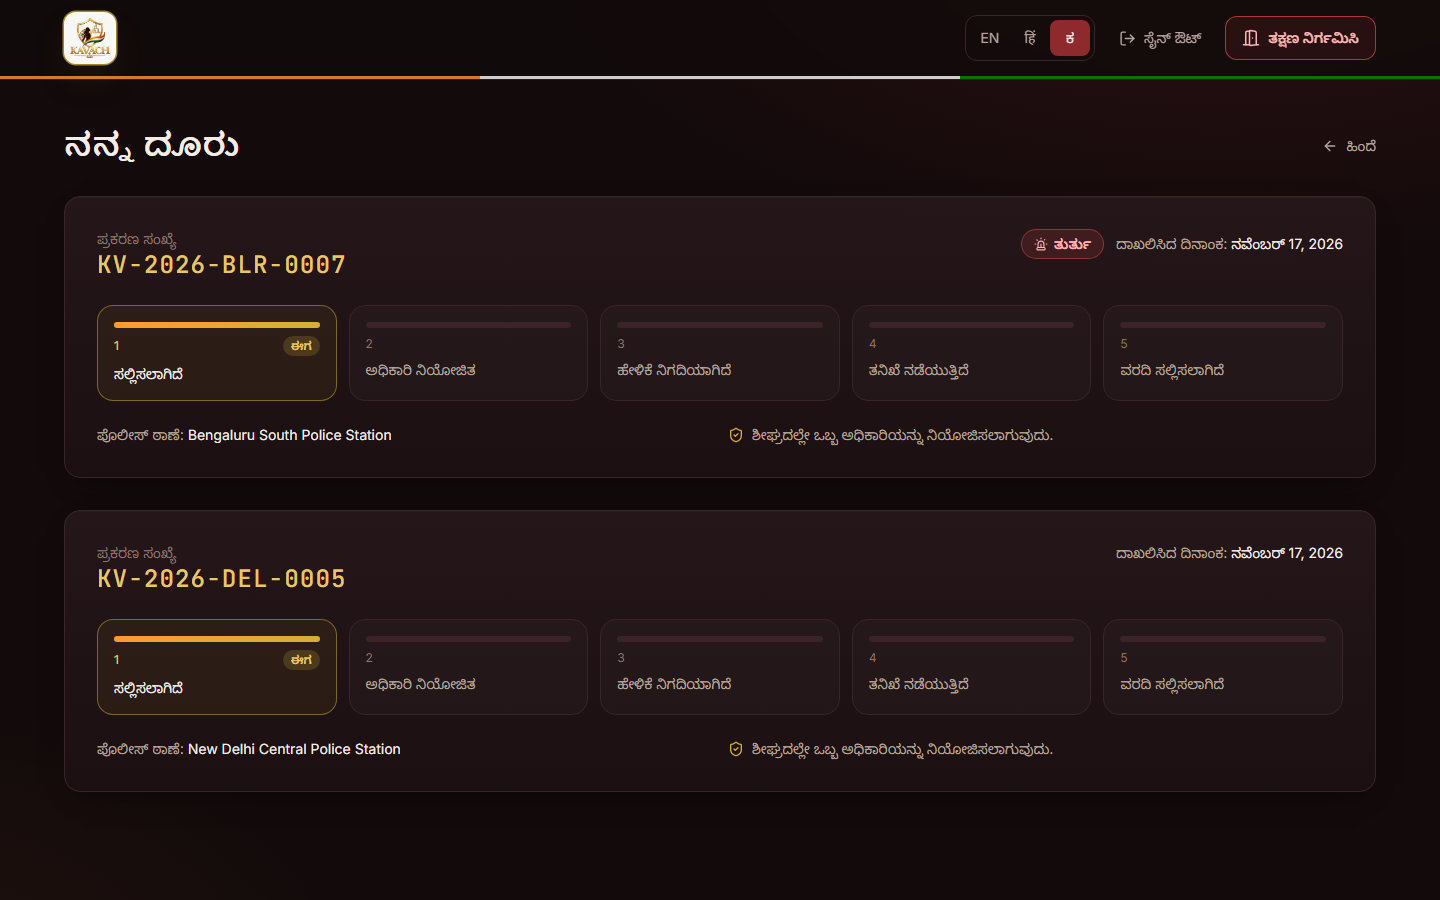 KAVACH
EN हिं ಕ ಸೈನ್ ಔಟ್ ತಕ್ಷಣ ನಿರ್ಗಮಿಸಿ
ನನ್ನ ದೂರು
ಹಿಂದೆ
ಪ್ರಕರಣ ಸಂಖ್ಯೆ
KV-2026-BLR-0007
ತುರ್ತು ದಾಖಲಿಸಿದ ದಿನಾಂಕ: ನವೆಂಬರ್ 17, 2026
1 ಈಗ
ಸಲ್ಲಿಸಲಾಗಿದೆ
2
ಅಧಿಕಾರಿ ನಿಯೋಜಿತ
3
ಹೇಳಿಕೆ ನಿಗದಿಯಾಗಿದೆ
4
ತನಿಖೆ ನಡೆಯುತ್ತಿದೆ
5
ವರದಿ ಸಲ್ಲಿಸಲಾಗಿದೆ
ಪೊಲೀಸ್ ಠಾಣೆ: Bengaluru South Police Station
ಶೀಘ್ರದಲ್ಲೇ ಒಬ್ಬ ಅಧಿಕಾರಿಯನ್ನು ನಿಯೋಜಿಸಲಾಗುವುದು.
ಪ್ರಕರಣ ಸಂಖ್ಯೆ
KV-2026-DEL-0005
ದಾಖಲಿಸಿದ ದಿನಾಂಕ: ನವೆಂಬರ್ 17, 2026
1 ಈಗ
ಸಲ್ಲಿಸಲಾಗಿದೆ
2
ಅಧಿಕಾರಿ ನಿಯೋಜಿತ
3
ಹೇಳಿಕೆ ನಿಗದಿಯಾಗಿದೆ
4
ತನಿಖೆ ನಡೆಯುತ್ತಿದೆ
5
ವರದಿ ಸಲ್ಲಿಸಲಾಗಿದೆ
ಪೊಲೀಸ್ ಠಾಣೆ: New Delhi Central Police Station
ಶೀಘ್ರದಲ್ಲೇ ಒಬ್ಬ ಅಧಿಕಾರಿಯನ್ನು ನಿಯೋಜಿಸಲಾಗುವುದು.